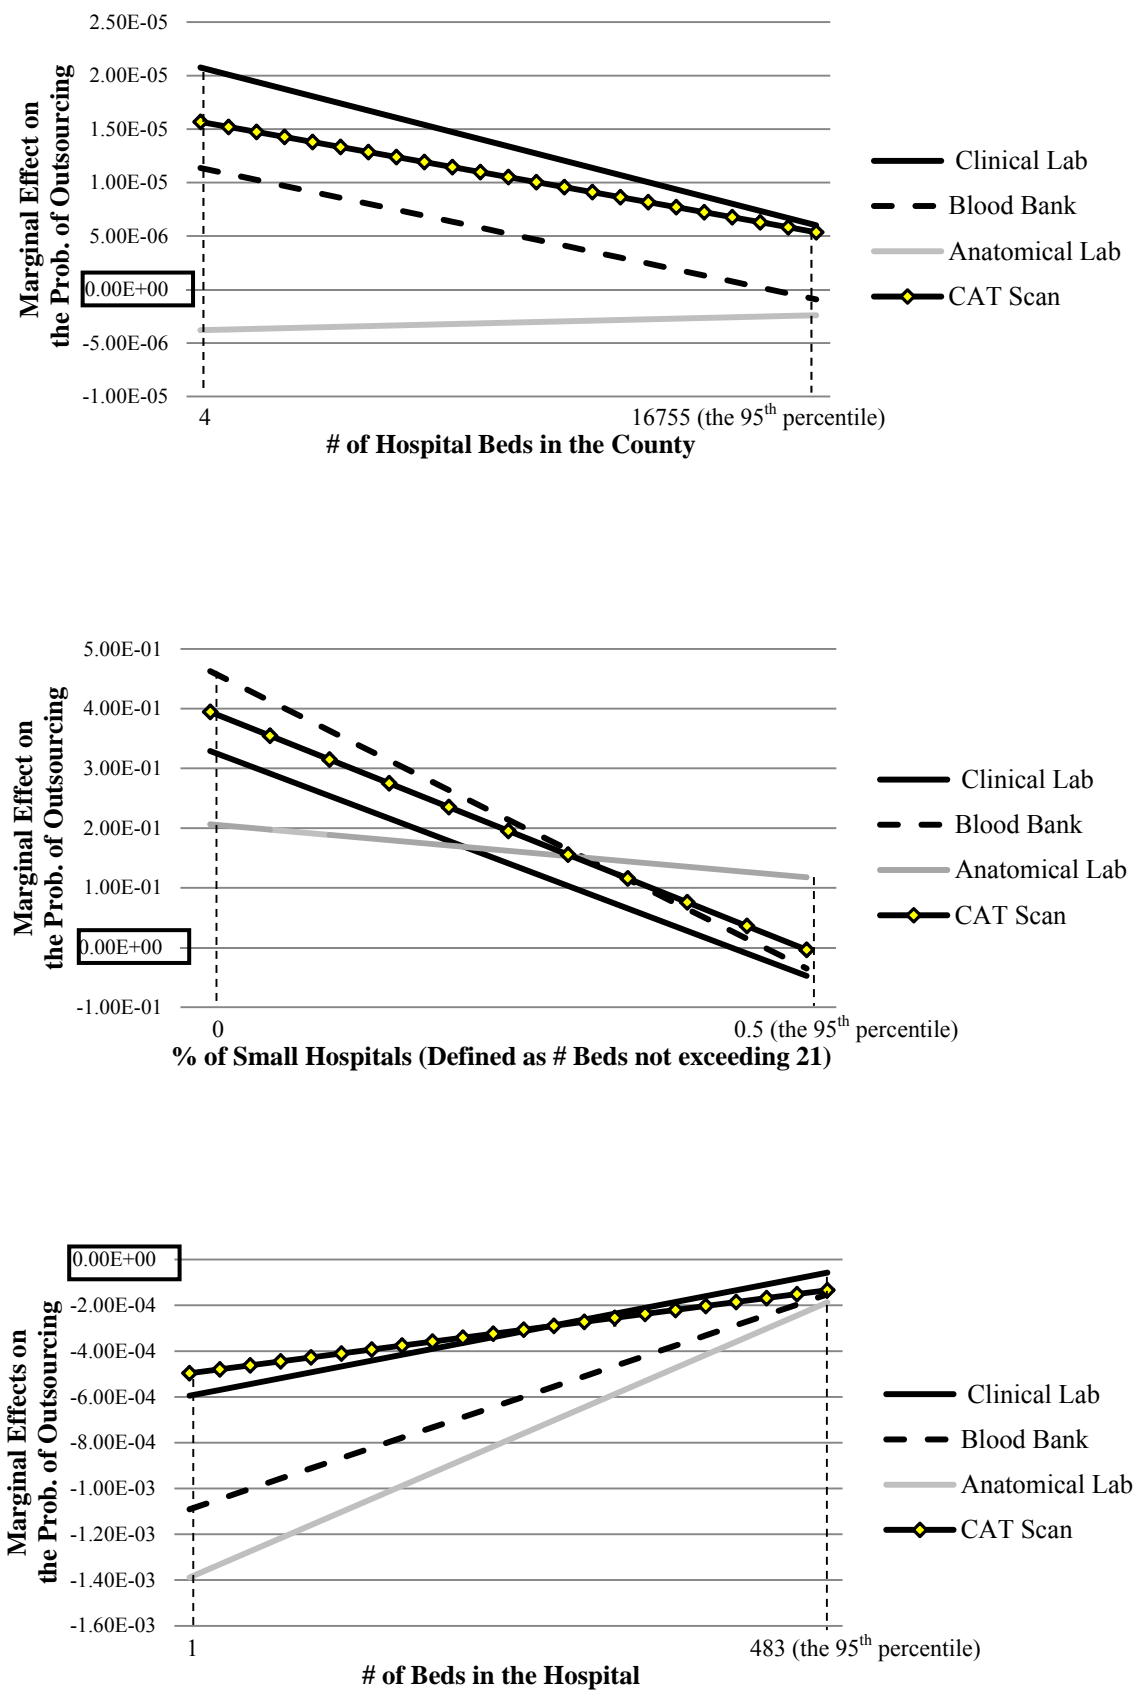 2.50E-05
2.00E-05
1.50E-05
1.00E-05
5.00E-06
0.00E+00
-5.00E-06
-1.00E-05
Marginal Effect on
the Prob. of Outsourcing
4
16755 (the 95th percentile)
# of Hospital Beds in the County
Clinical Lab
Blood Bank
Anatomical Lab
CAT Scan
5.00E-01
4.00E-01
3.00E-01
2.00E-01
1.00E-01
0.00E+00
-1.00E-01
Marginal Effect on
the Prob. of Outsourcing
0
0.5 (the 95th percentile)
% of Small Hospitals (Defined as # Beds not exceeding 21)
Clinical Lab
Blood Bank
Anatomical Lab
CAT Scan
0.00E+00
-2.00E-04
-4.00E-04
-6.00E-04
-8.00E-04
-1.00E-03
-1.20E-03
-1.40E-03
-1.60E-03
Marginal Effects on
the Prob. of Outsourcing
1
483 (the 95th percentile)
# of Beds in the Hospital
Clinical Lab
Blood Bank
Anatomical Lab
CAT Scan